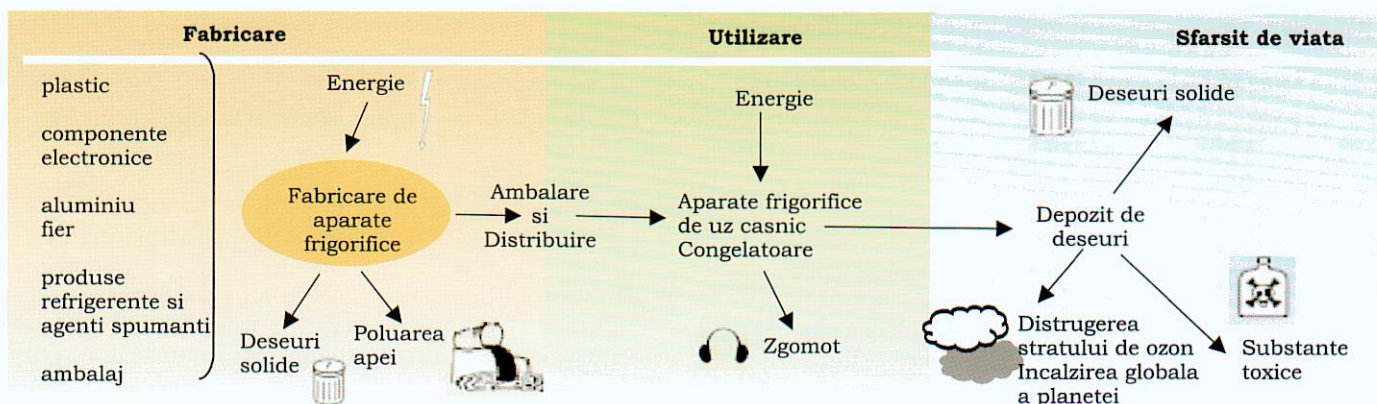 Fabricare
Utilizare
Sfarsit de viata
plastic
componente
electronice
aluminiu
fier
produse
refrigerente si
agenti spumanti
ambalaj
Energie
Fabricare de
aparate
frigorifice
Deseuri
solide
Poluarea
apei
Ambalare
si
Distribuire
Energie
Aparate frigorifice
de uz casnic
Congelatoare
Zgomot
Deseuri solide
Depozit de
deseuri
Distrugerea
stratului de ozon
Incalzirea globala
a planetei
Substante
toxice